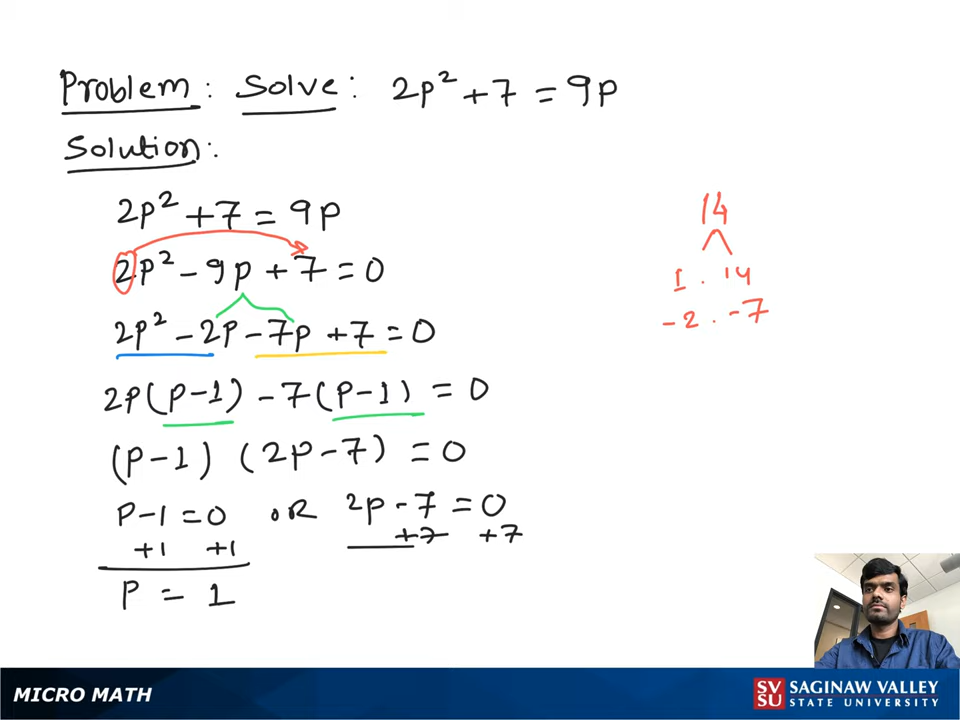 Problem: Solve: 2p² + 7 = 9p
Solution:
2p² + 7 = 9p
2p² - 9p + 7 = 0
2p² - 2p - 7p + 7 = 0
2p(p-1) - 7(p-1) = 0
(p-1) (2p-7) = 0
p-1 = 0 OR 2p - 7 = 0
+1 +1 +7 +7
p = 1
14
1 . 14
-2 . -7
MICRO MATH
SV SU SAGINAW VALLEY
STATE UNIVERSITY